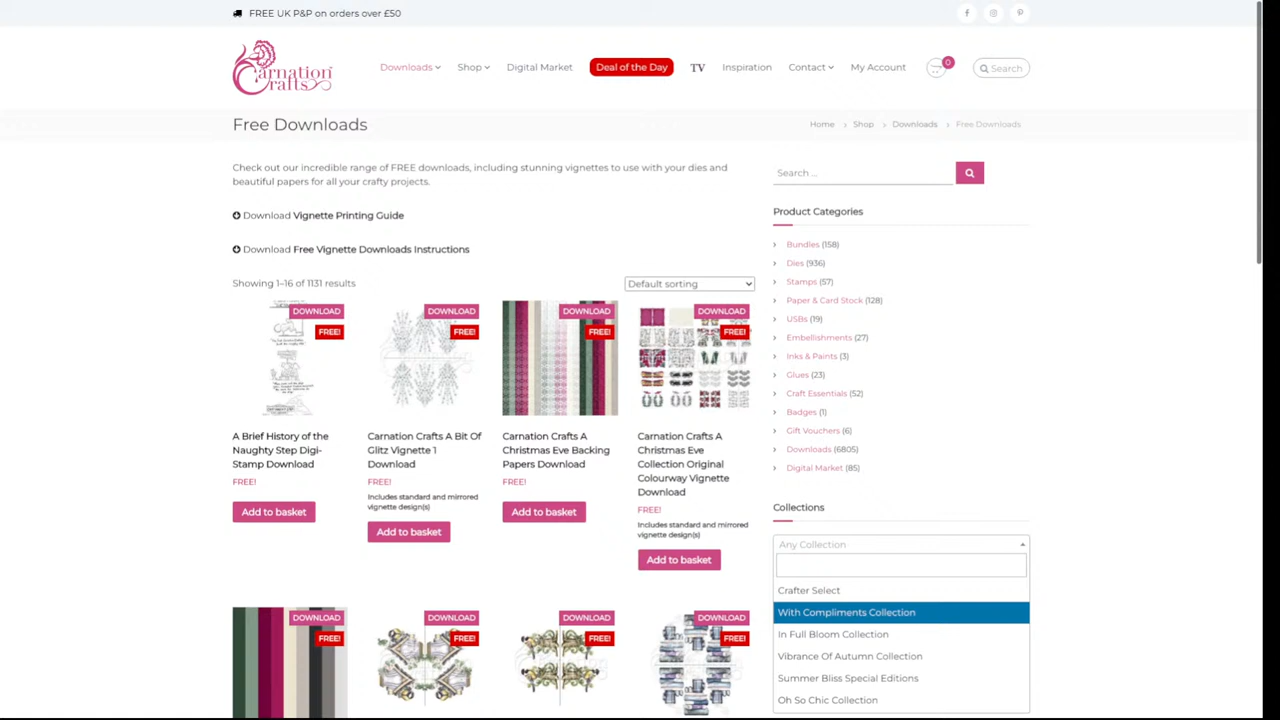 FREE UK P&P on orders over £50
Carnation Crafts
Downloads
Shop
Digital Market
Deal of the Day
TV
Inspiration
Contact
My Account
0
Search
Free Downloads
Home > Shop > Downloads > Free Downloads
Check out our incredible range of FREE downloads, including stunning vignettes to use with your dies and
beautiful papers for all your crafty projects.
Download Vignette Printing Guide
Download Free Vignette Downloads Instructions
Showing 1–16 of 1131 results
Default sorting
DOWNLOAD
FREE!
DOWNLOAD
FREE!
DOWNLOAD
FREE!
DOWNLOAD
FREE!
A Brief History of the
Naughty Step Digi-
Stamp Download
FREE!
Add to basket
Carnation Crafts A Bit Of
Glitz Vignette 1
Download
FREE!
Includes standard and mirrored
vignette design(s)
Add to basket
Carnation Crafts A
Christmas Eve Backing
Papers Download
FREE!
Add to basket
Carnation Crafts A
Christmas Eve
Collection Original
Colourway Vignette
Download
FREE!
Includes standard and mirrored
vignette design(s)
Add to basket
DOWNLOAD
FREE!
DOWNLOAD
FREE!
DOWNLOAD
FREE!
DOWNLOAD
FREE!
Search ...
Product Categories
Bundles (158)
Dies (936)
Stamps (57)
Paper & Card Stock (128)
USBs (19)
Embellishments (27)
Inks & Paints (3)
Glues (23)
Craft Essentials (52)
Badges (1)
Gift Vouchers (6)
Downloads (6805)
Digital Market (85)
Collections
Any Collection
Crafter Select
With Compliments Collection
In Full Bloom Collection
Vibrance Of Autumn Collection
Summer Bliss Special Editions
Oh So Chic Collection